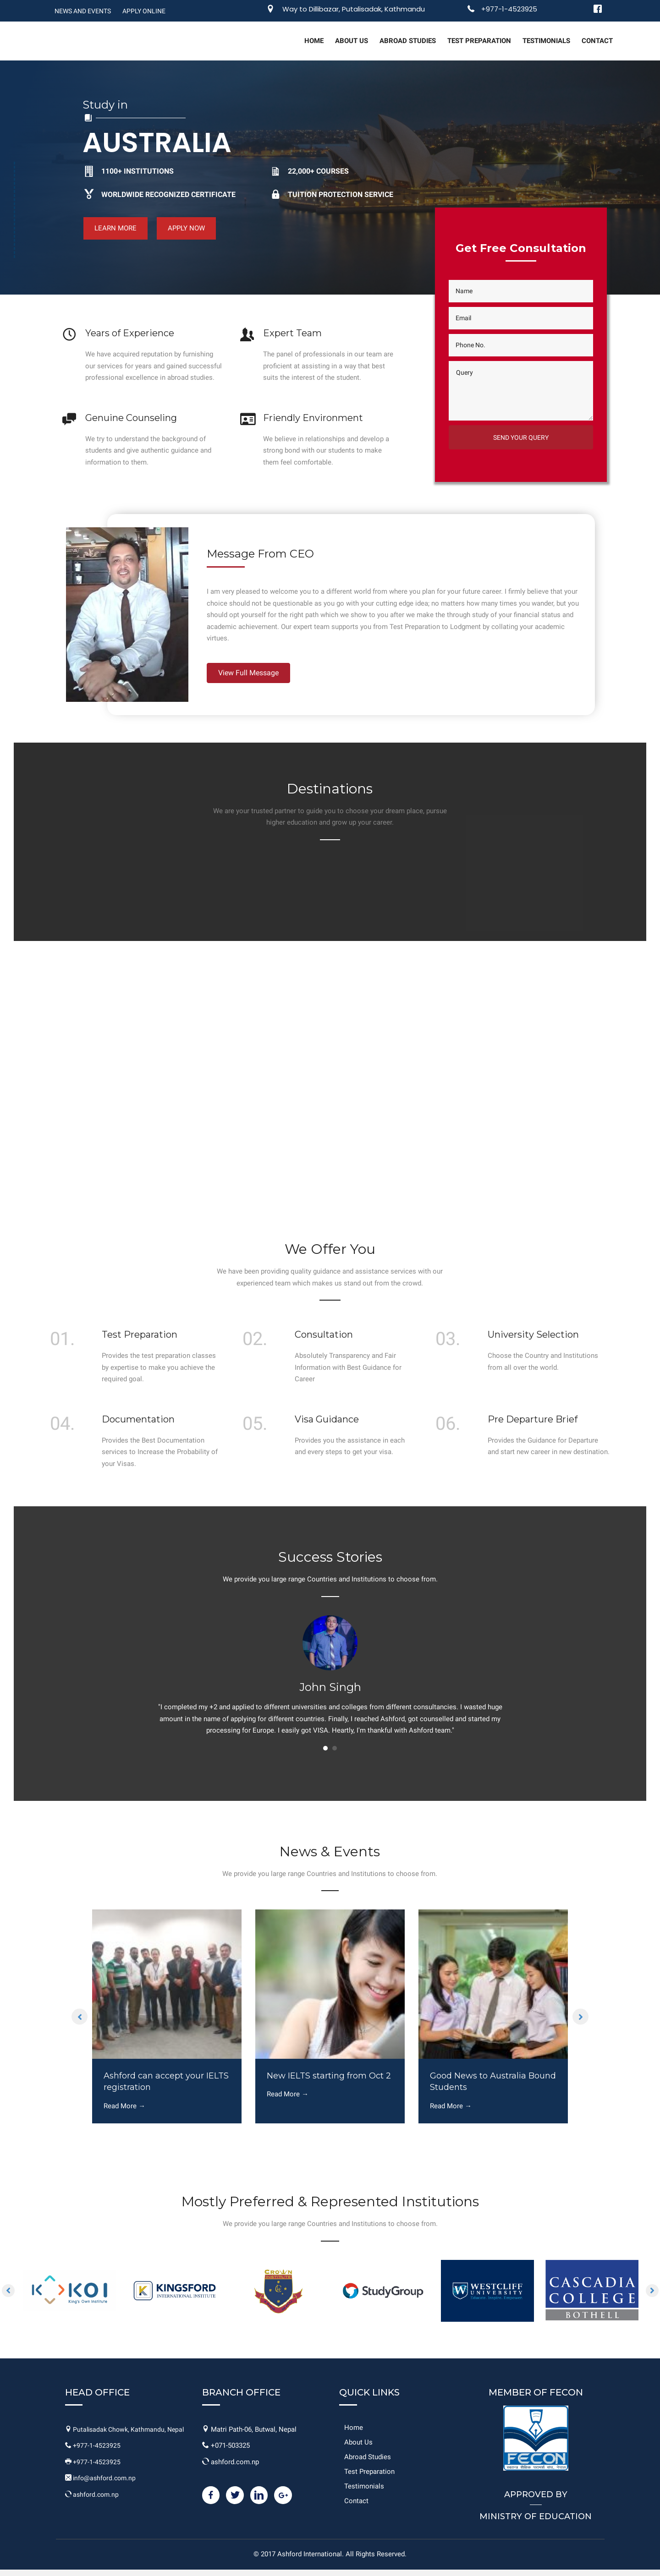 NEWS AND EVENTS APPLY ONLINE
Way to Dillibazar, Putalisadak, Kathmandu
+977-1-4523925
HOME ABOUT US ABROAD STUDIES TEST PREPARATION TESTIMONIALS CONTACT
Study in
AUSTRALIA
1100+ INSTITUTIONS
22,000+ COURSES
WORLDWIDE RECOGNIZED CERTIFICATE
TUITION PROTECTION SERVICE
LEARN MORE
APPLY NOW
Get Free Consultation
Name
Email
Phone No.
Query
SEND YOUR QUERY
Years of Experience
We have acquired reputation by furnishing
our services for years and gained successful
professional excellence in abroad studies.
Expert Team
The panel of professionals in our team are
proficient at assisting in a way that best
suits the interest of the student.
Genuine Counseling
We try to understand the background of
students and give authentic guidance and
information to them.
Friendly Environment
We believe in relationships and develop a
strong bond with our students to make
them feel comfortable.
Message From CEO
I am very pleased to welcome you to a different world from where you plan for your future career. I firmly believe that your
choice should not be questionable as you go with your cutting edge idea; no matters how many times you wander, but you
should opt yourself for the right path which we show to you after we make the through study of your financial status and
academic achievement. Our expert team supports you from Test Preparation to Lodgment by collating your academic
virtues.
View Full Message
Destinations
We are your trusted partner to guide you to choose your dream place, pursue
higher education and grow up your career.
We Offer You
We have been providing quality guidance and assistance services with our
experienced team which makes us stand out from the crowd.
01.
Test Preparation
Provides the test preparation classes
by expertise to make you achieve the
required goal.
02.
Consultation
Absolutely Transparency and Fair
Information with Best Guidance for
Career
03.
University Selection
Choose the Country and Institutions
from all over the world.
04.
Documentation
Provides the Best Documentation
services to Increase the Probability of
your Visas.
05.
Visa Guidance
Provides you the assistance in each
and every steps to get your visa.
06.
Pre Departure Brief
Provides the Guidance for Departure
and start new career in new destination.
Success Stories
We provide you large range Countries and Institutions to choose from.
John Singh
"I completed my +2 and applied to different universities and colleges from different consultancies. I wasted huge
amount in the name of applying for different countries. Finally, I reached Ashford, got counselled and started my
processing for Europe. I easily got VISA. Heartly, I'm thankful with Ashford team."
News & Events
We provide you large range Countries and Institutions to choose from.
Ashford can accept your IELTS
registration
Read More →
New IELTS starting from Oct 2
Read More →
Good News to Australia Bound
Students
Read More →
Mostly Preferred & Represented Institutions
We provide you large range Countries and Institutions to choose from.
KOI
King's Own Institute
KINGSFORD
INTERNATIONAL INSTITUTE
CROWN
StudyGroup
WESTCLIFF
UNIVERSITY
CASCADIA
COLLEGE
BOTHELL
HEAD OFFICE
Putalisadak Chowk, Kathmandu, Nepal
+977-1-4523925
+977-1-4523925
info@ashford.com.np
ashford.com.np
BRANCH OFFICE
Matri Path-06, Butwal, Nepal
+071-503325
ashford.com.np
QUICK LINKS
Home
About Us
Abroad Studies
Test Preparation
Testimonials
Contact
MEMBER OF FECON
FECON
APPROVED BY
MINISTRY OF EDUCATION
© 2017 Ashford International. All Rights Reserved.